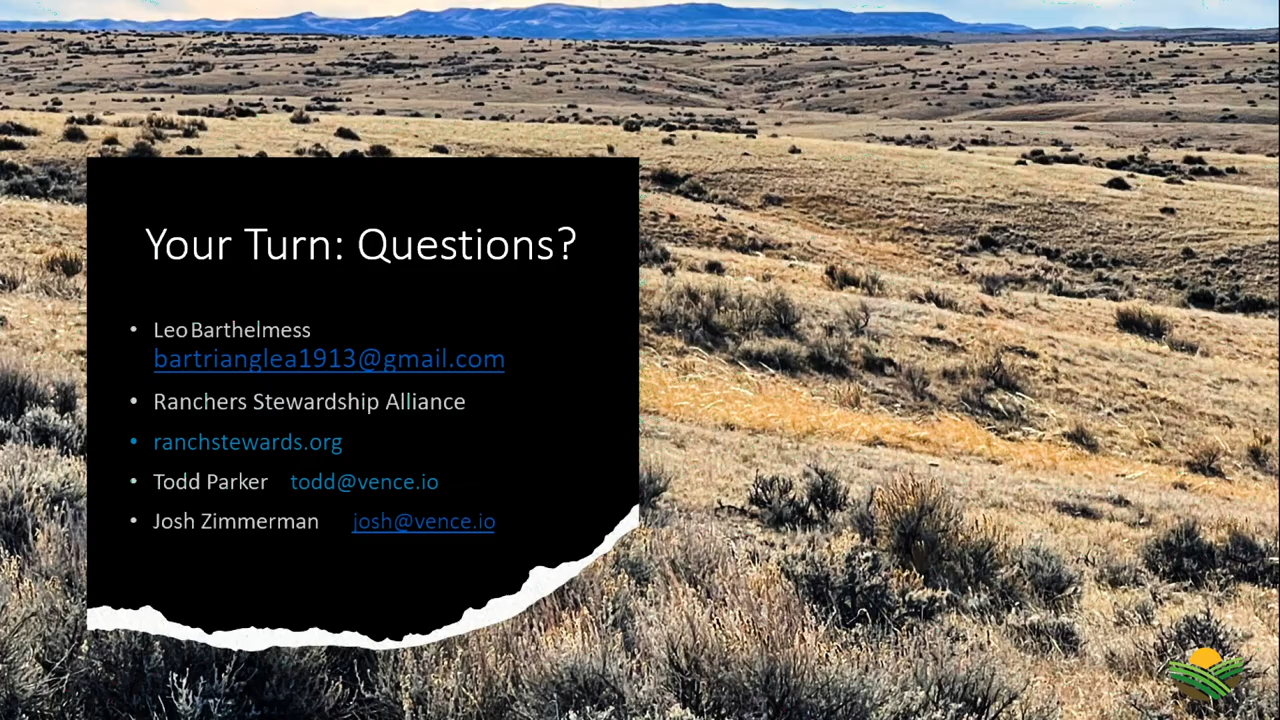 Your Turn: Questions?
• Leo Barthelmess
bartrianglea1913@gmail.com
• Ranchers Stewardship Alliance
• ranchstewards.org
• Todd Parker todd@vence.io
• Josh Zimmerman josh@vence.io